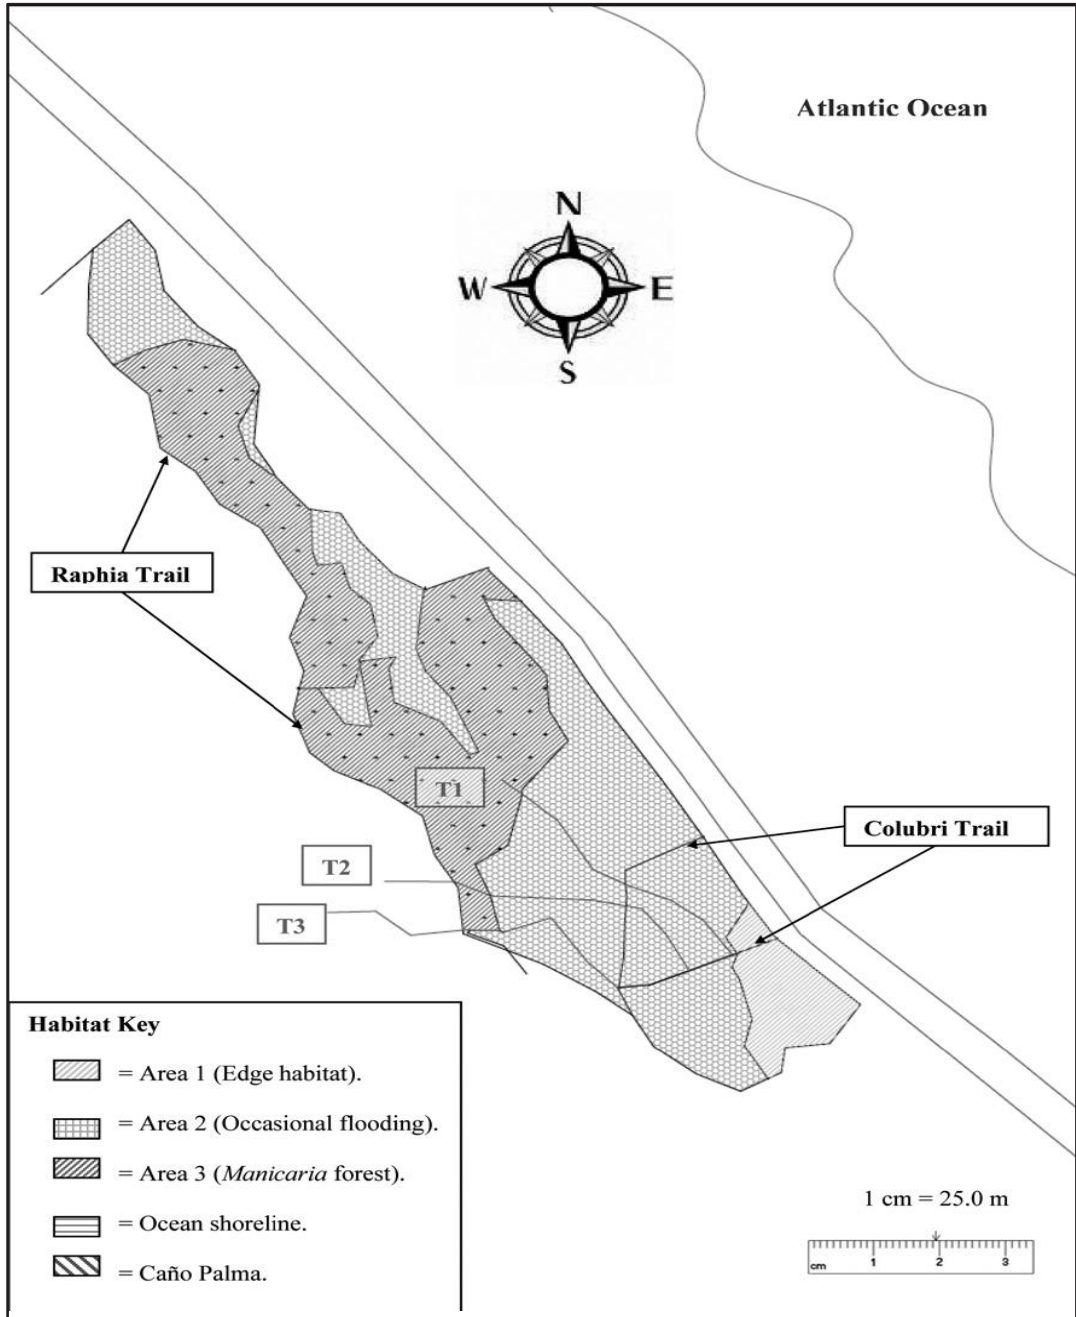 Atlantic Ocean
N
W
E
S
Raphia Trail
T1
Colubri Trail
T2
T3
Habitat Key
= Area 1 (Edge habitat).
= Area 2 (Occasional flooding).
= Area 3 (Manicaria forest).
= Ocean shoreline.
= Caño Palma.
1 cm = 25.0 m
cm 1 2 3